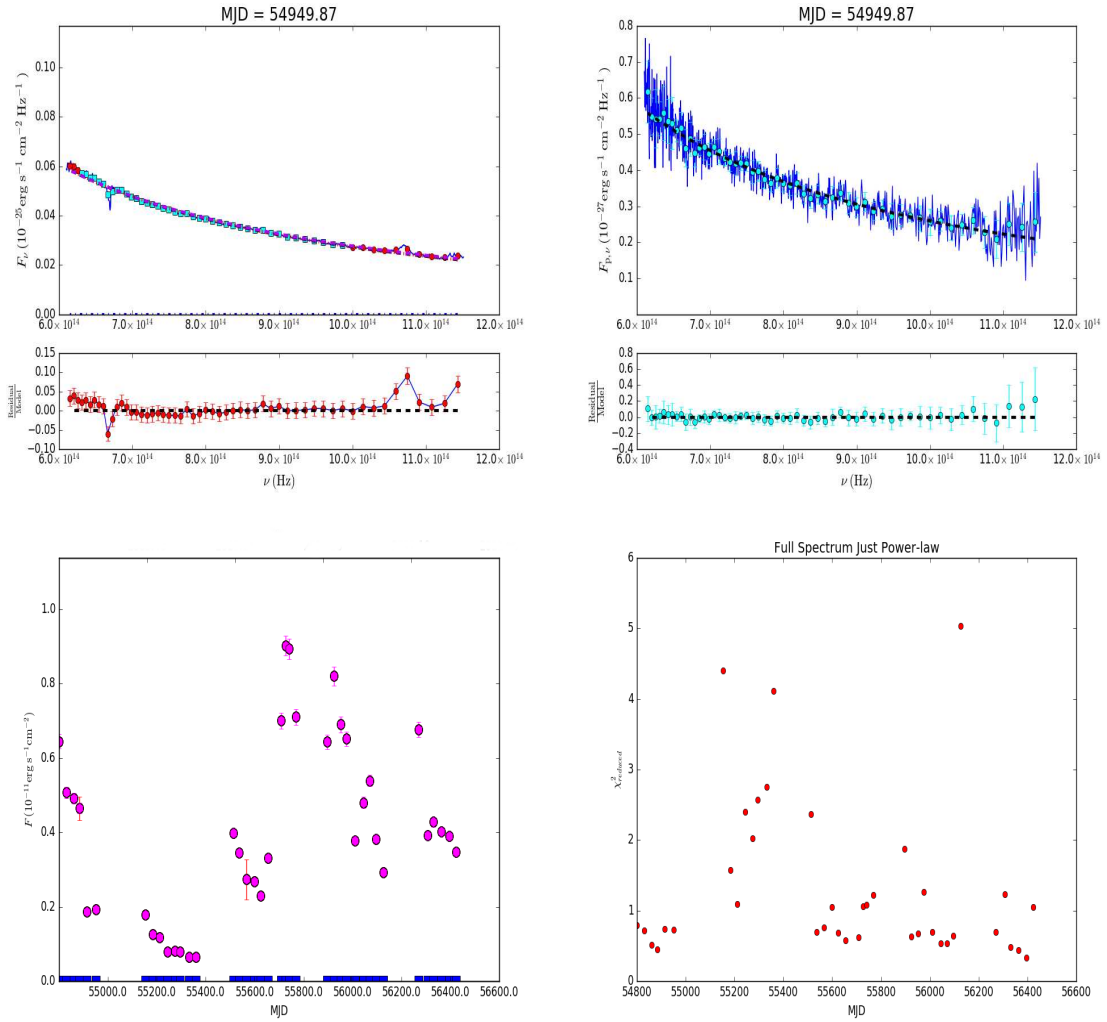 MJD = 54949.87
0.10
0.08
0.06
0.04
0.02
0.00
F_ν (10⁻²⁵ erg s⁻¹ cm⁻² Hz⁻¹ )
6.0 × 10¹⁴ 7.0 × 10¹⁴ 8.0 × 10¹⁴ 9.0 × 10¹⁴ 10.0 × 10¹⁴ 11.0 × 10¹⁴ 12.0 × 10¹⁴
0.15
0.10
0.05
0.00
−0.05
−0.10
Residual
Model
6.0 × 10¹⁴ 7.0 × 10¹⁴ 8.0 × 10¹⁴ 9.0 × 10¹⁴ 10.0 × 10¹⁴ 11.0 × 10¹⁴ 12.0 × 10¹⁴
ν (Hz)
MJD = 54949.87
0.8
0.7
0.6
0.5
0.4
0.3
0.2
0.1
F_p,ν (10⁻²⁷ erg s⁻¹ cm⁻² Hz⁻¹ )
6.0 × 10¹⁴ 7.0 × 10¹⁴ 8.0 × 10¹⁴ 9.0 × 10¹⁴ 10.0 × 10¹⁴ 11.0 × 10¹⁴ 12.0 × 10¹⁴
0.8
0.6
0.4
0.2
0.0
−0.2
−0.4
Residual
Model
6.0 × 10¹⁴ 7.0 × 10¹⁴ 8.0 × 10¹⁴ 9.0 × 10¹⁴ 10.0 × 10¹⁴ 11.0 × 10¹⁴ 12.0 × 10¹⁴
ν (Hz)
1.0
0.8
0.6
0.4
0.2
0.0
F (10⁻¹¹ erg s⁻¹ cm⁻²)
55000.0 55200.0 55400.0 55600.0 55800.0 56000.0 56200.0 56400.0 56600.0
MJD
Full Spectrum Just Power-law
6
5
4
3
2
1
0
χ²_reduced
54800 55000 55200 55400 55600 55800 56000 56200 56400 56600
MJD